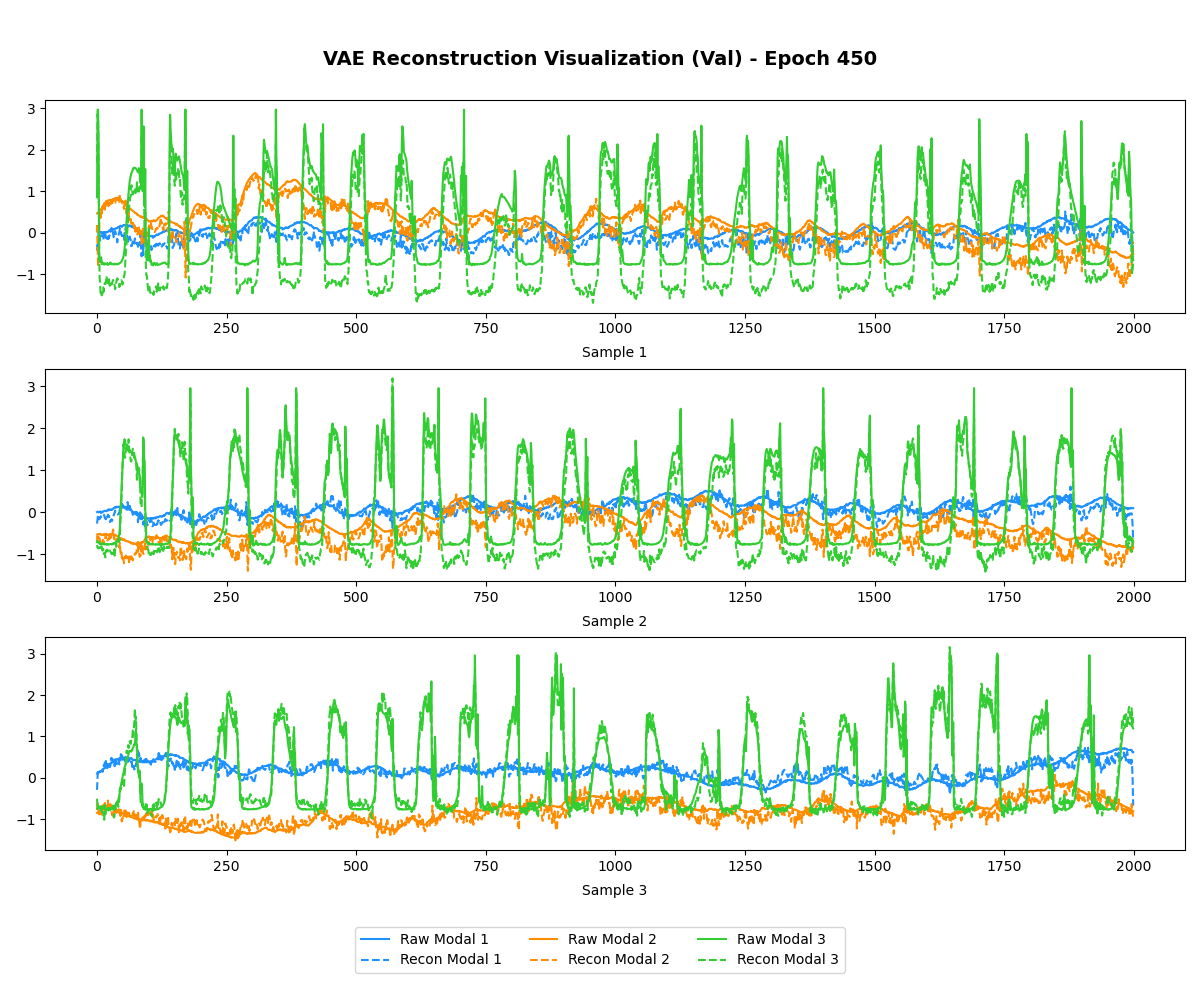 VAE Reconstruction Visualization (Val) - Epoch 450
3
2
1
0
−1
0 250 500 750 1000 1250 1500 1750 2000
Sample 1
3
2
1
0
−1
0 250 500 750 1000 1250 1500 1750 2000
Sample 2
3
2
1
0
−1
0 250 500 750 1000 1250 1500 1750 2000
Sample 3
Raw Modal 1 Raw Modal 2 Raw Modal 3
Recon Modal 1 Recon Modal 2 Recon Modal 3